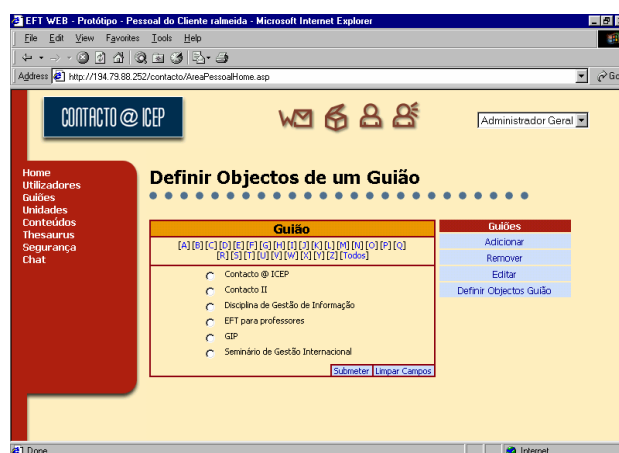 EFT WEB - Protótipo - Pessoal do Cliente ralmeida - Microsoft Internet Explorer
File Edit View Favorites Tools Help
Address http://194.79.88.252/contacto/AreaPessoalHome.asp Go
CONTACTO @ ICEP
Administrador Geral
Home
Utilizadores
Guiões
Unidades
Conteúdos
Thesaurus
Segurança
Chat
Definir Objectos de um Guião
Guião
[A][B][C][D][E][F][G][H][I][J][K][L][M][N][O][P][Q]
[R][S][T][U][V][W][X][Y][Z][Todos]
Contacto @ ICEP
Contacto II
Disciplina de Gestão de Informação
EFT para professores
GIP
Seminário de Gestão Internacional
Submeter Limpar Campos
Guiões
Adicionar
Remover
Editar
Definir Objectos Guião
Done Internet